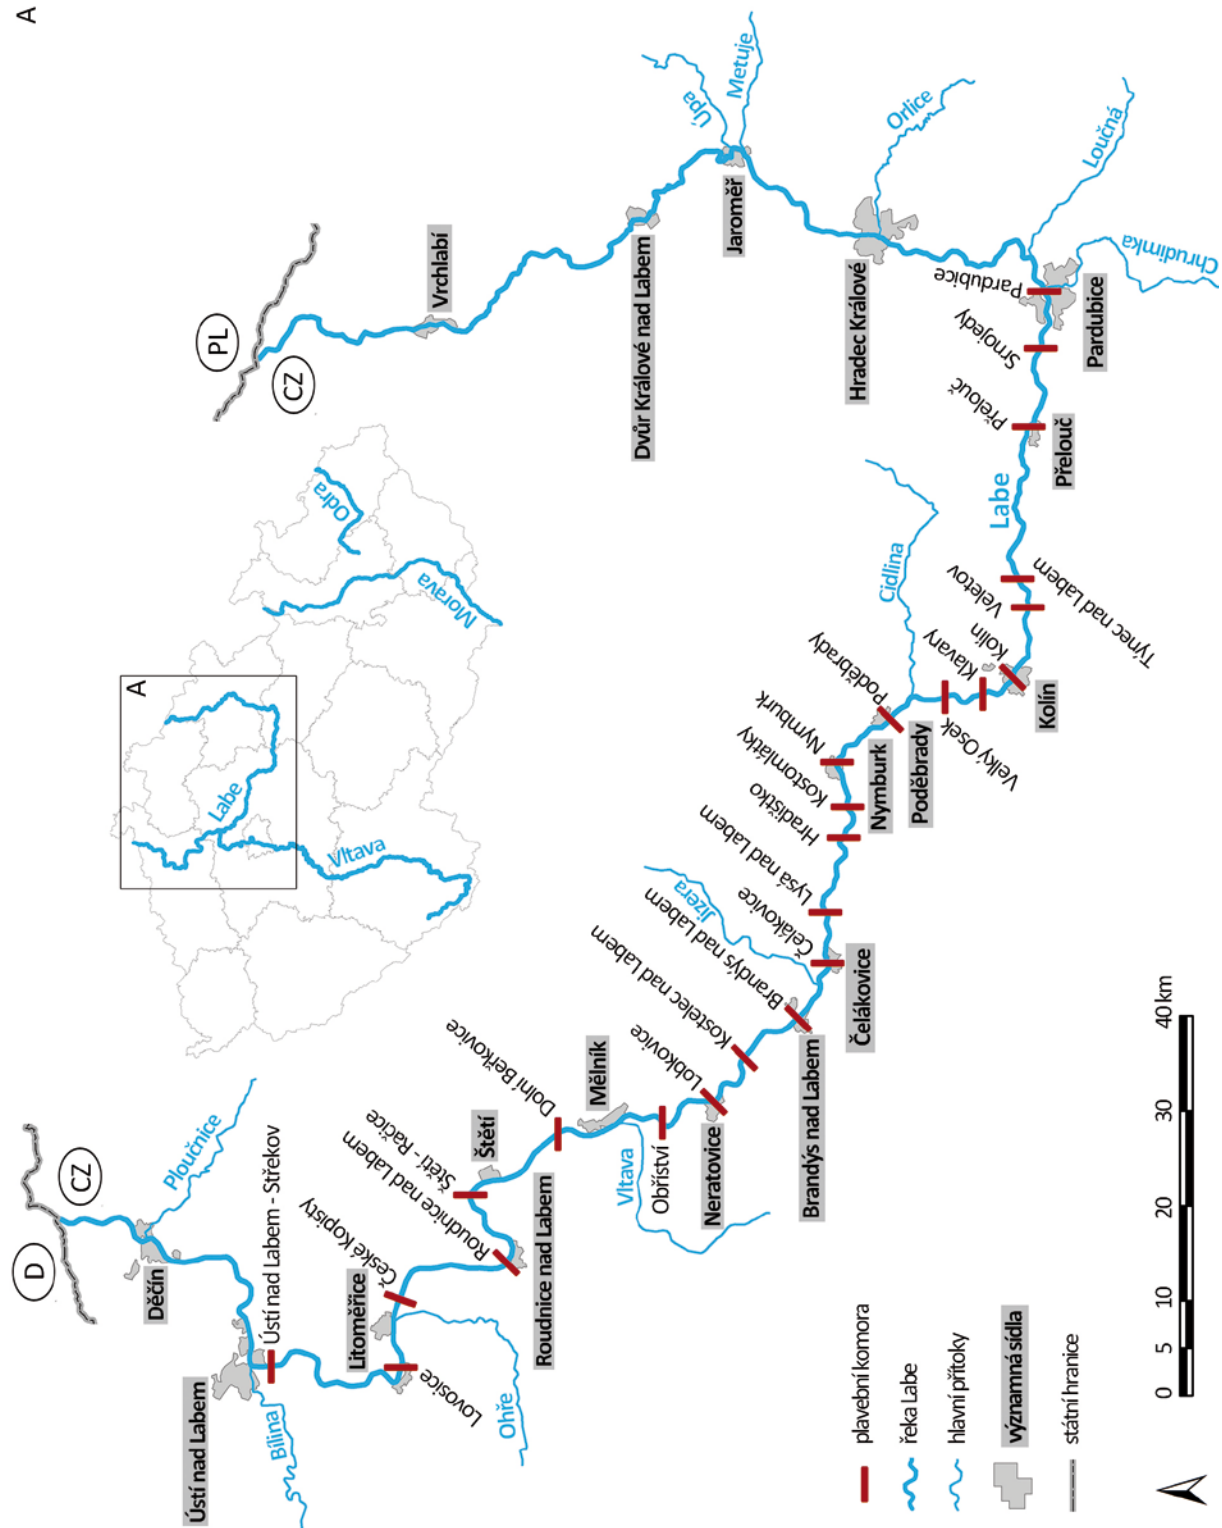 A
D
CZ
PL
CZ
A
Labe
Vltava
Morava
Odra
Děčín
Ploučnice
Ústí nad Labem
Ústí nad Labem - Střekov
Bílina
Litoměřice
Lovosice
Ohře
České Kopisty
Roudnice nad Labem
Roudnice nad Labem
Štětí - Račice
Štětí
Dolní Beřkovice
Mělník
Vltava
Obříství
Neratovice
Lobkovice
Kostelec nad Labem
Brandýs nad Labem
Brandýs nad Labem
Jizera
Čelákovice
Čelákovice
Lysá nad Labem
Hradištko
Kostomlátky
Nymburk
Nymburk
Poděbrady
Poděbrady
Cidlina
Velký Osek
Klavary
Kolín
Kolín
Veletov
Týnec nad Labem
Labe
Přelouč
Přelouč
Srnojedy
Pardubice
Pardubice
Chrudimka
Loučná
Hradec Králové
Orlice
Jaroměř
Metuje
Úpa
Dvůr Králové nad Labem
Vrchlabí
plavební komora
řeka Labe
hlavní přítoky
významná sídla
státní hranice
0 5 10 20 30 40 km